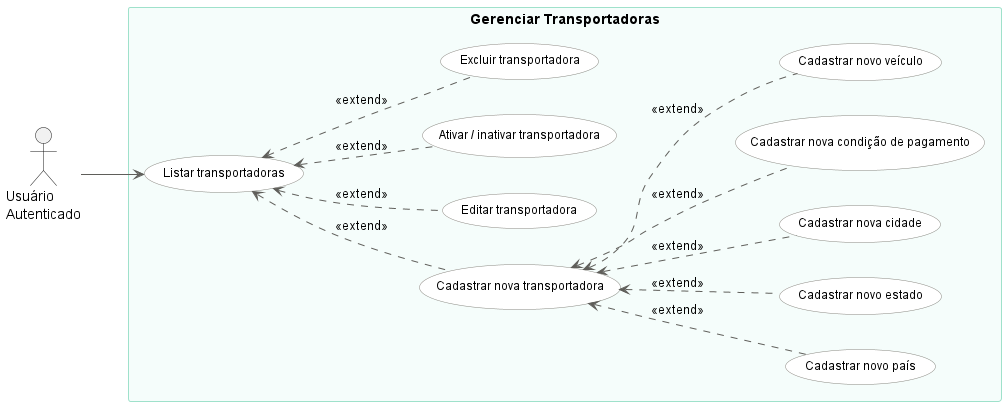 Gerenciar Transportadoras
Excluir transportadora
Cadastrar novo veículo
«extend»
«extend»
Ativar / inativar transportadora
Cadastrar nova condição de pagamento
«extend»
Listar transportadoras
Usuário
Autenticado
«extend»
«extend»
Editar transportadora
Cadastrar nova cidade
«extend»
«extend»
Cadastrar nova transportadora
«extend»
Cadastrar novo estado
«extend»
Cadastrar novo país